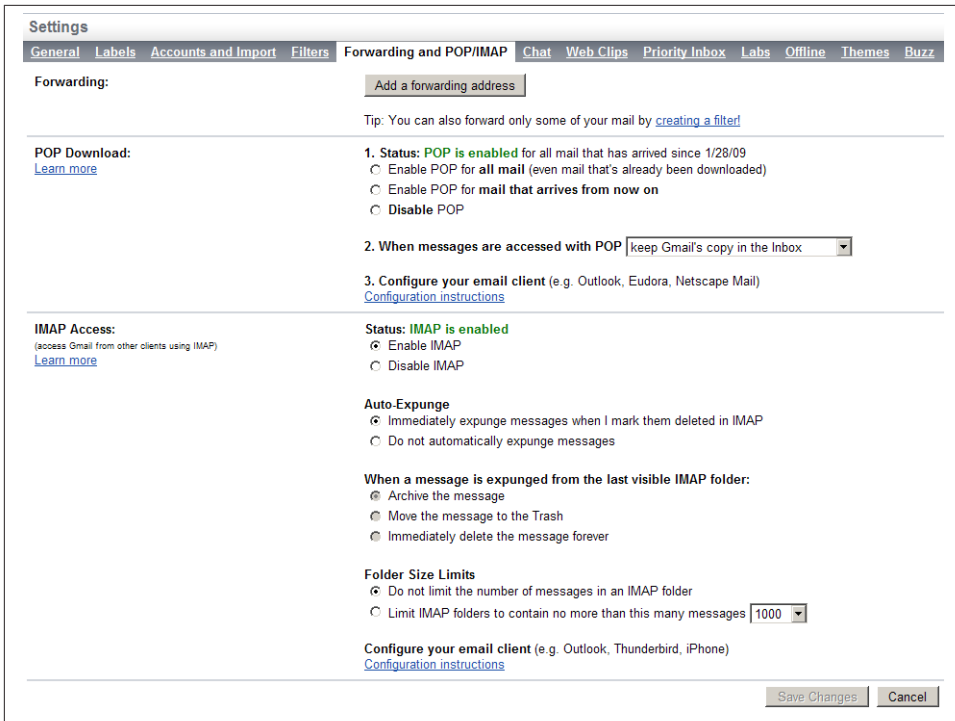 Settings
General Labels Accounts and Import Filters Forwarding and POP/IMAP Chat Web Clips Priority Inbox Labs Offline Themes Buzz
Forwarding:
Add a forwarding address
Tip: You can also forward only some of your mail by creating a filter!
POP Download:
Learn more
1. Status: POP is enabled for all mail that has arrived since 1/28/09
Enable POP for all mail (even mail that's already been downloaded)
Enable POP for mail that arrives from now on
Disable POP
2. When messages are accessed with POP keep Gmail's copy in the Inbox
3. Configure your email client (e.g. Outlook, Eudora, Netscape Mail)
Configuration instructions
IMAP Access:
(access Gmail from other clients using IMAP)
Learn more
Status: IMAP is enabled
Enable IMAP
Disable IMAP
Auto-Expunge
Immediately expunge messages when I mark them deleted in IMAP
Do not automatically expunge messages
When a message is expunged from the last visible IMAP folder:
Archive the message
Move the message to the Trash
Immediately delete the message forever
Folder Size Limits
Do not limit the number of messages in an IMAP folder
Limit IMAP folders to contain no more than this many messages 1000
Configure your email client (e.g. Outlook, Thunderbird, iPhone)
Configuration instructions
Save Changes Cancel